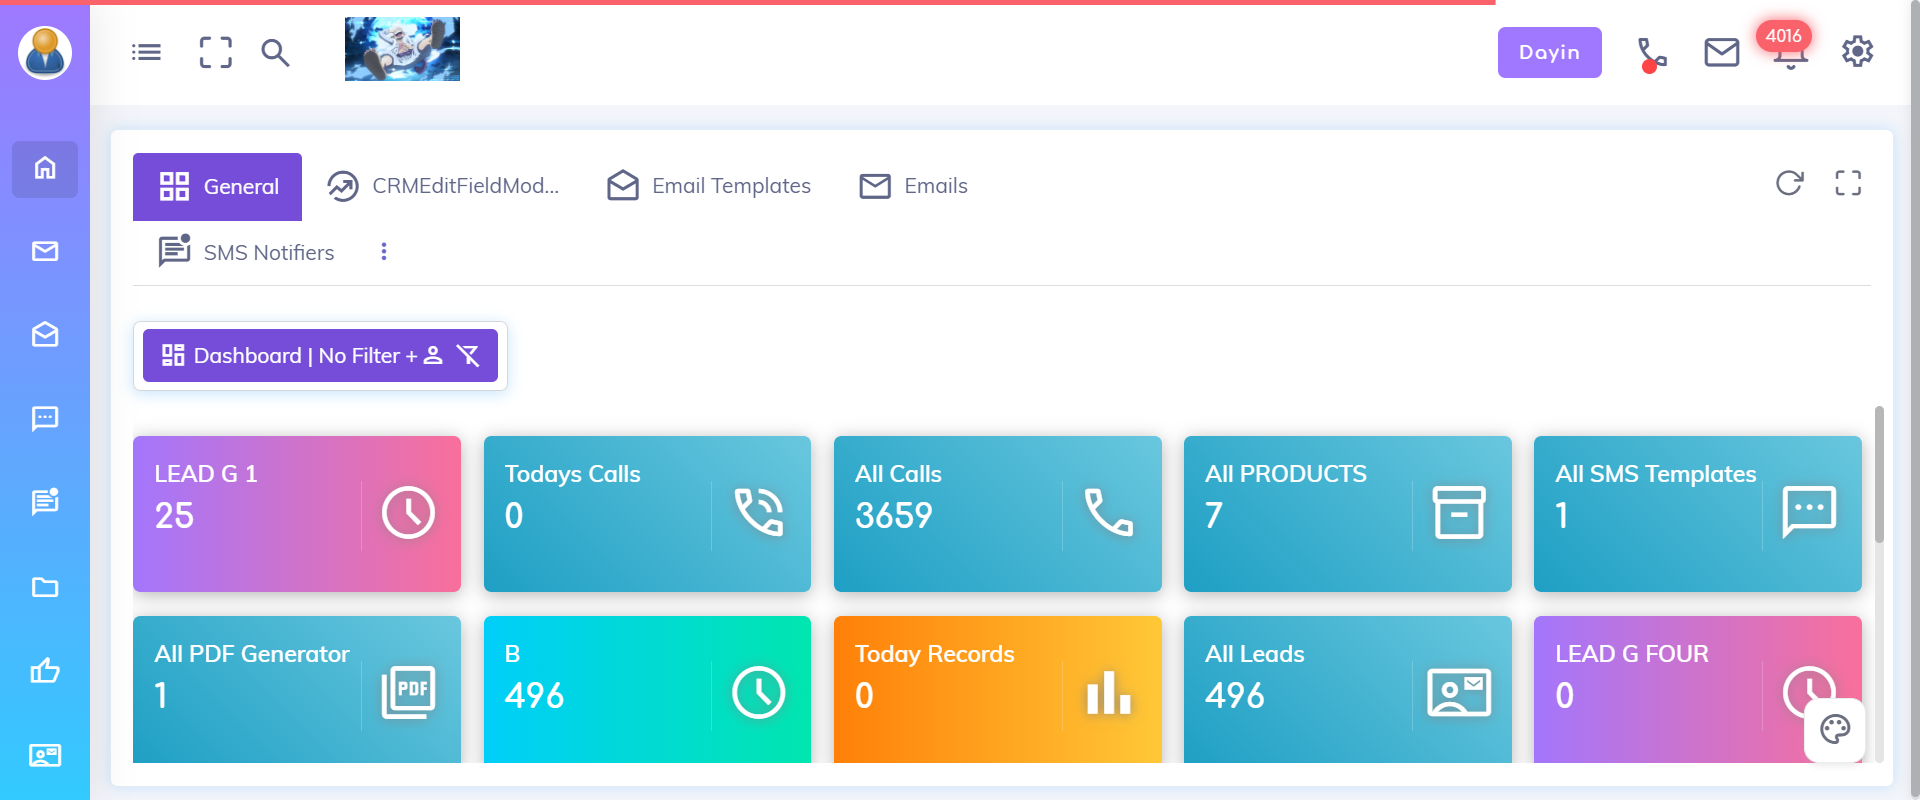 Dayin
4016
General
CRMEditFieldMod...
Email Templates
Emails
SMS Notifiers
Dashboard | No Filter +
LEAD G 1
25
Todays Calls
0
All Calls
3659
All PRODUCTS
7
All SMS Templates
1
All PDF Generator
1
PDF
B
496
Today Records
0
All Leads
496
LEAD G FOUR
0